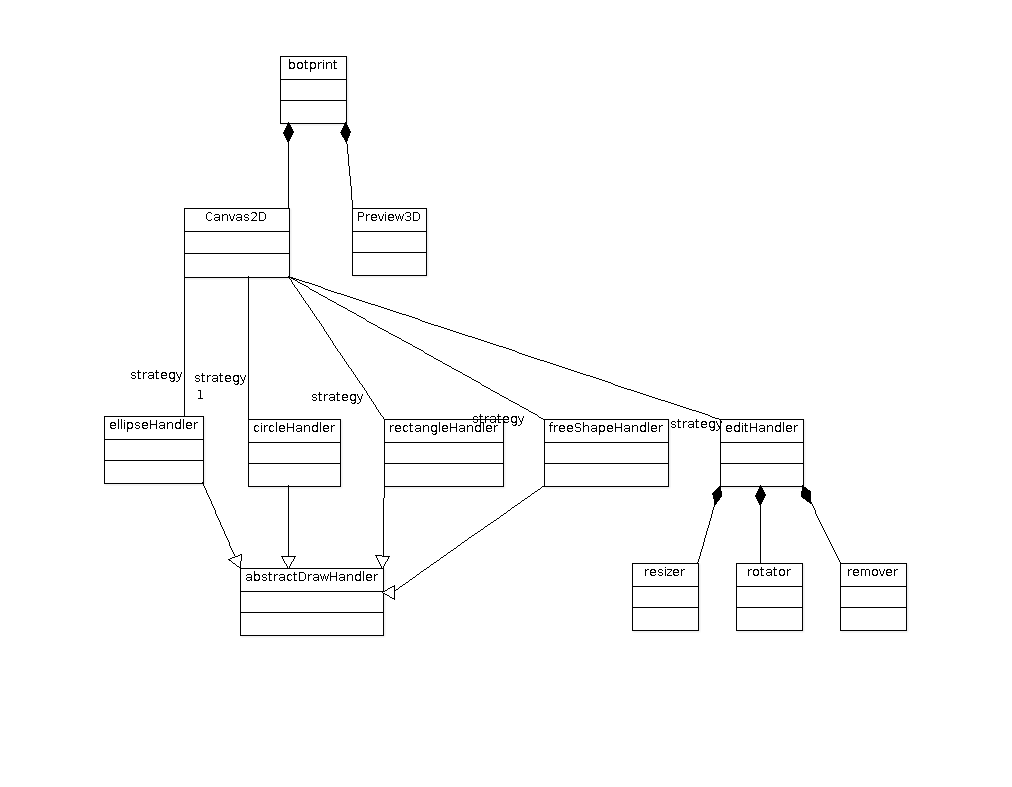 botprint
Canvas2D
Preview3D
strategy
strategy
1
strategy
strategy
strategy
ellipseHandler
circleHandler
rectangleHandler
freeShapeHandler
editHandler
abstractDrawHandler
resizer
rotator
remover